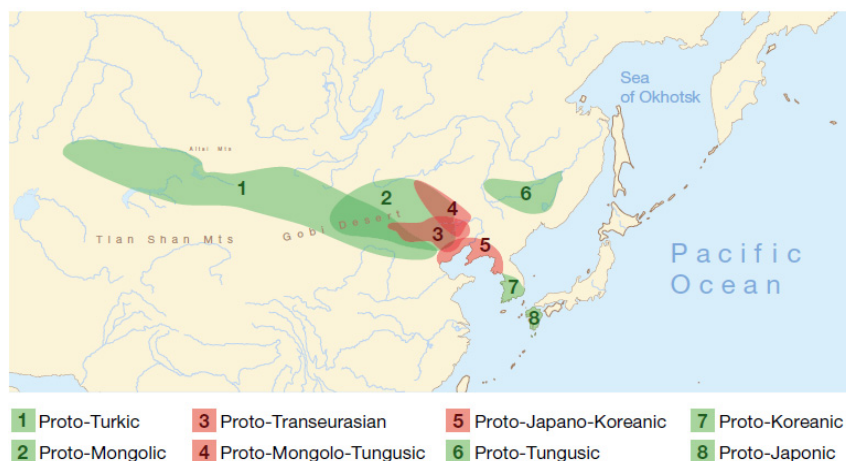 Sea
of Okhotsk
Altai Mts
1
2
6
4
3
Gobi Desert
Tian Shan Mts
5
Pacific
Ocean
7
8
1 Proto-Turkic
3 Proto-Transeurasian
5 Proto-Japano-Koreanic
7 Proto-Koreanic
2 Proto-Mongolic
4 Proto-Mongolo-Tungusic
6 Proto-Tungusic
8 Proto-Japonic